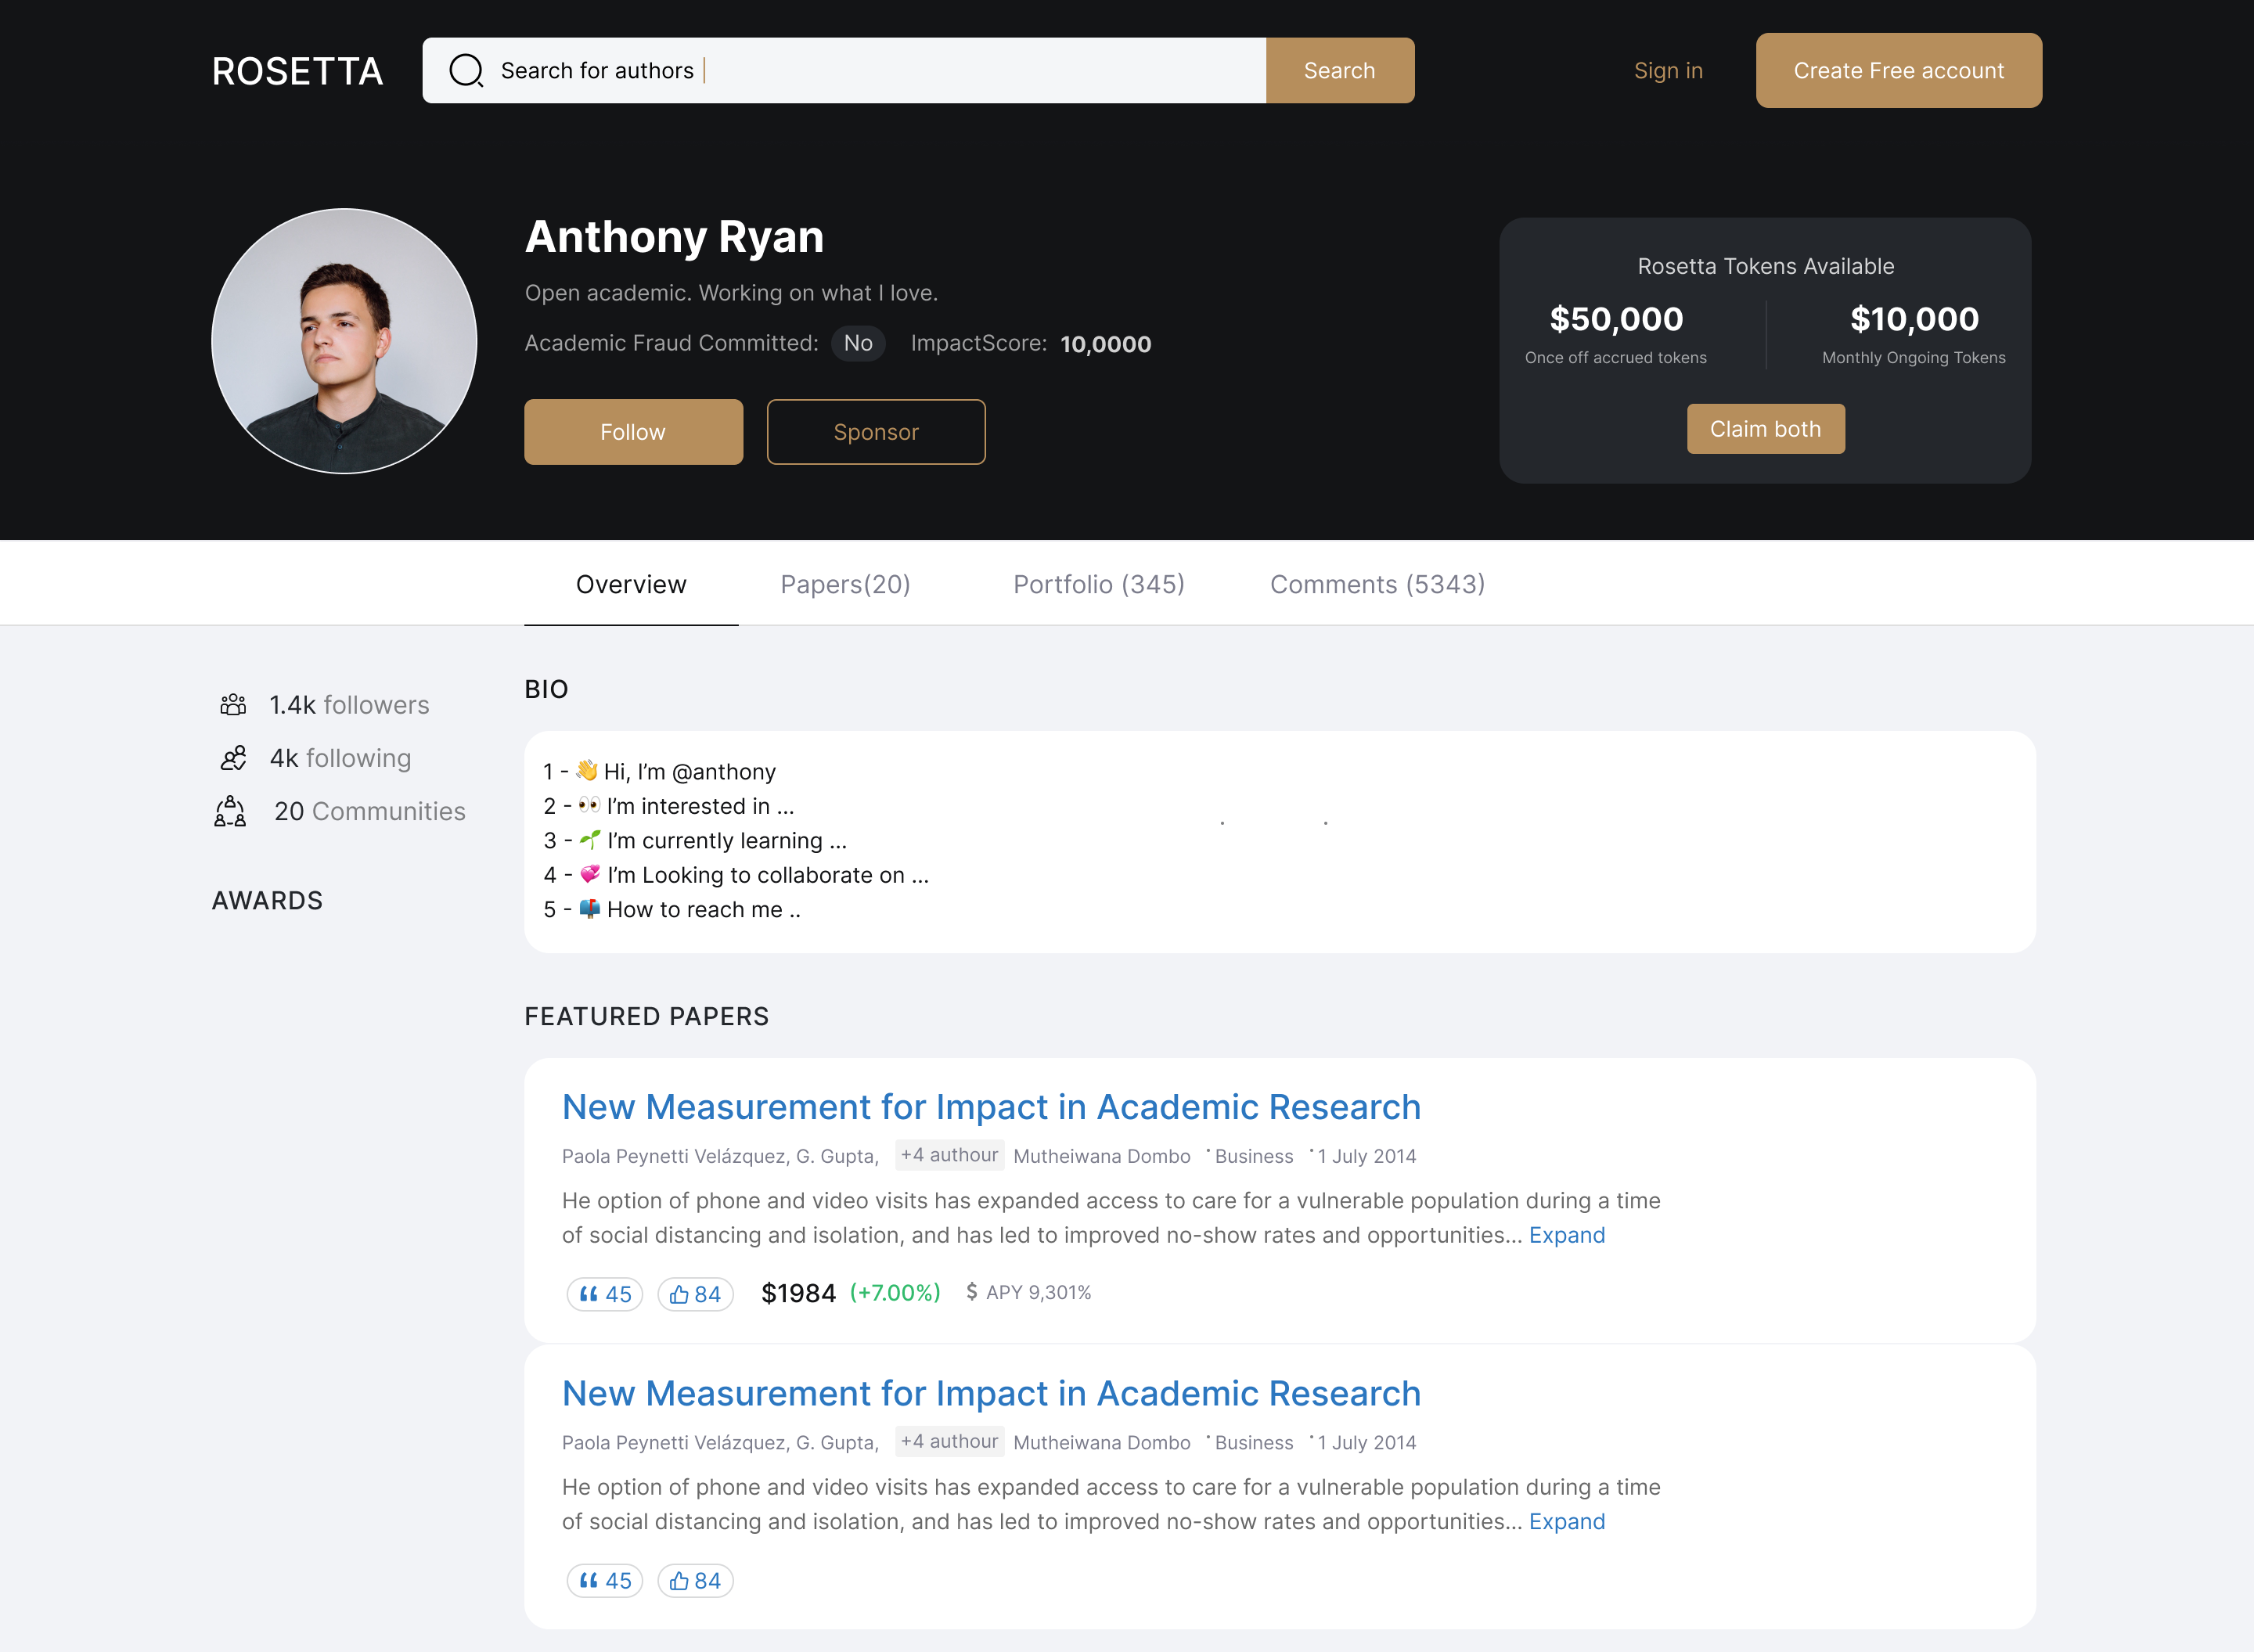 ROSETTA
Search for authors
Search
Sign in
Create Free account
Anthony Ryan
Open academic. Working on what I love.
Academic Fraud Committed: No ImpactScore: 10,0000
Follow
Sponsor
Rosetta Tokens Available
$50,000
Once off accrued tokens
$10,000
Monthly Ongoing Tokens
Claim both
Overview
Papers(20)
Portfolio (345)
Comments (5343)
1.4k followers
4k following
20 Communities
AWARDS
BIO
1 - 👋 Hi, I’m @anthony
2 - 👀 I’m interested in ...
3 - 🌱 I’m currently learning ...
4 - 💞 I’m Looking to collaborate on ...
5 - 📫 How to reach me ..
FEATURED PAPERS
New Measurement for Impact in Academic Research
Paola Peynetti Velázquez, G. Gupta, +4 authour Mutheiwana Dombo · Business · 1 July 2014
He option of phone and video visits has expanded access to care for a vulnerable population during a time
of social distancing and isolation, and has led to improved no-show rates and opportunities... Expand
45 84 $1984 (+7.00%) $ APY 9,301%
New Measurement for Impact in Academic Research
Paola Peynetti Velázquez, G. Gupta, +4 authour Mutheiwana Dombo · Business · 1 July 2014
He option of phone and video visits has expanded access to care for a vulnerable population during a time
of social distancing and isolation, and has led to improved no-show rates and opportunities... Expand
45 84